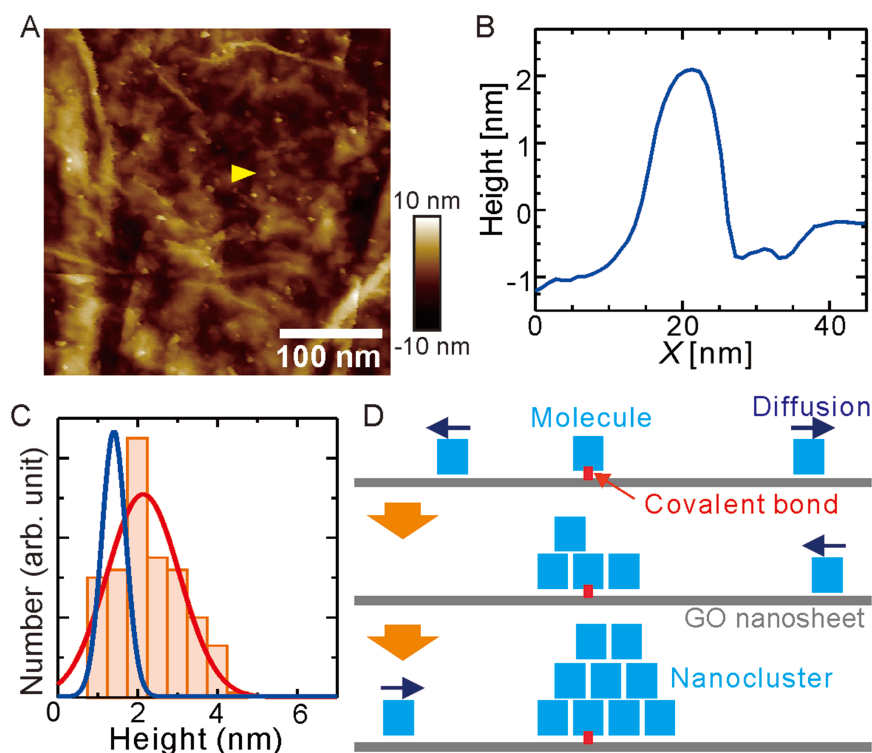 A
10 nm
-10 nm
100 nm
B
Height [nm]
2
1
0
-1
0
20
40
X [nm]
C
Number (arb. unit)
0
2
4
6
Height (nm)
D
Molecule
Diffusion
Covalent bond
GO nanosheet
Nanocluster